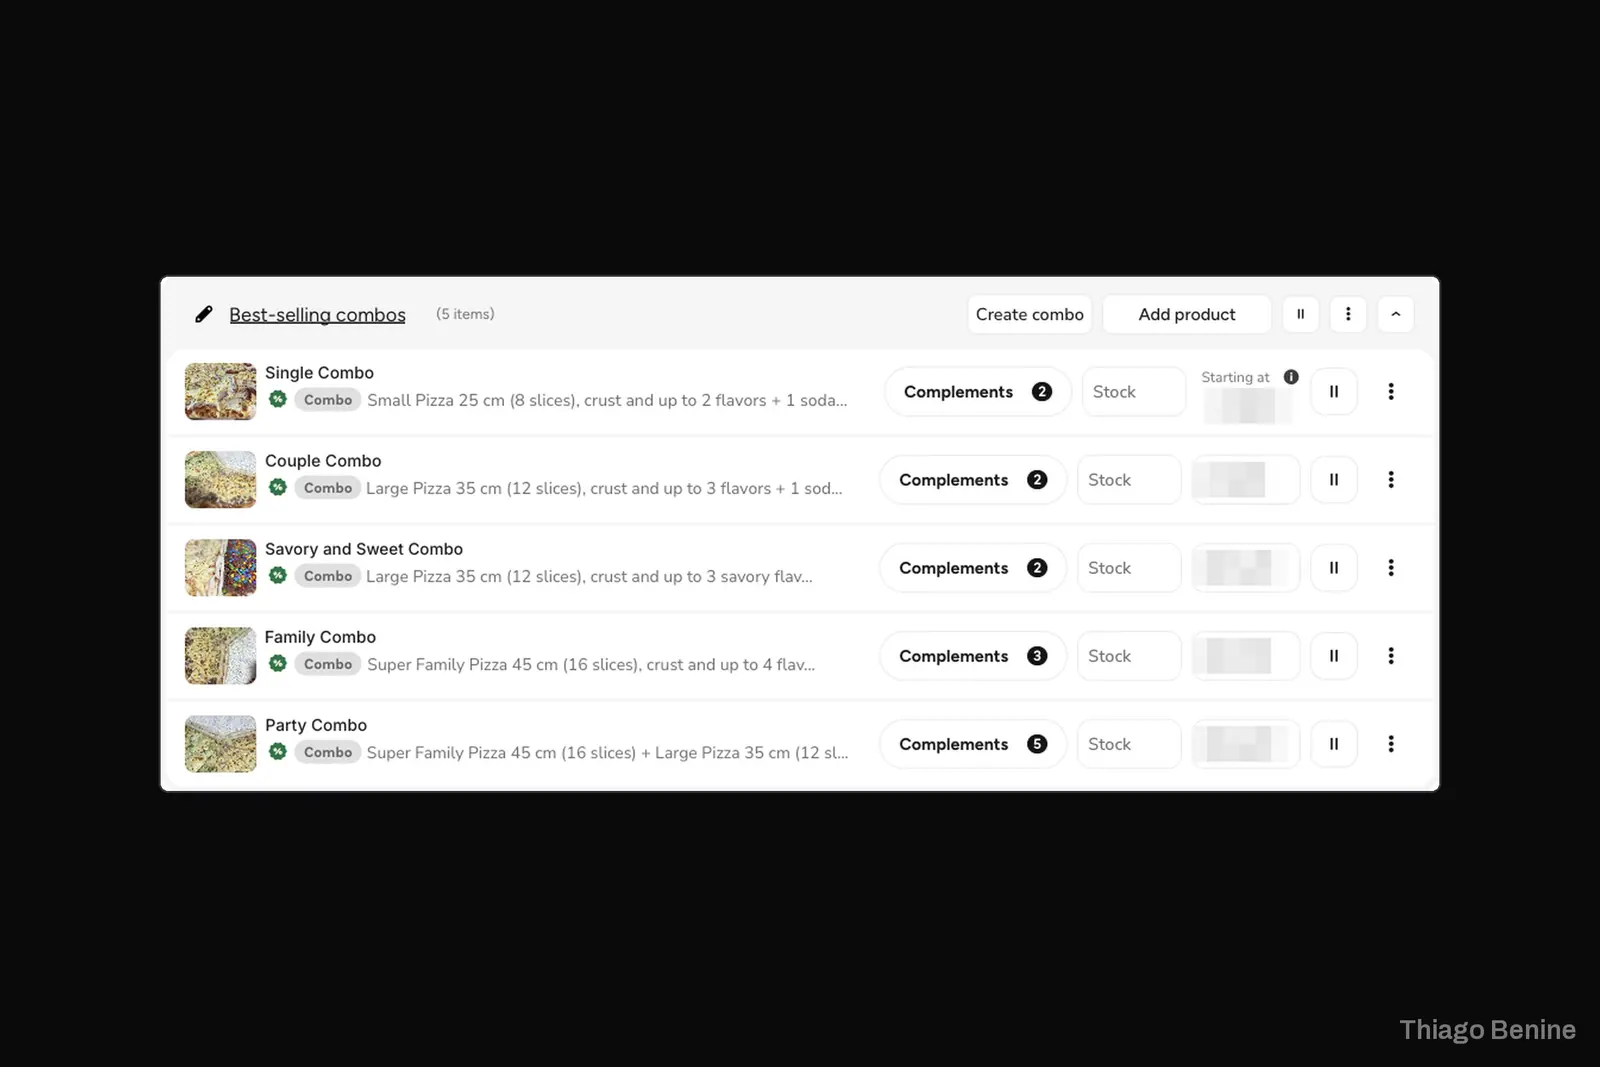 Best-selling combos (5 items) Create combo Add product
Single Combo
Combo Small Pizza 25 cm (8 slices), crust and up to 2 flavors + 1 soda... Complements 2 Stock Starting at
Couple Combo
Combo Large Pizza 35 cm (12 slices), crust and up to 3 flavors + 1 sod... Complements 2 Stock
Savory and Sweet Combo
Combo Large Pizza 35 cm (12 slices), crust and up to 3 savory flav... Complements 2 Stock
Family Combo
Combo Super Family Pizza 45 cm (16 slices), crust and up to 4 flav... Complements 3 Stock
Party Combo
Combo Super Family Pizza 45 cm (16 slices) + Large Pizza 35 cm (12 sl... Complements 5 Stock
Thiago Benine